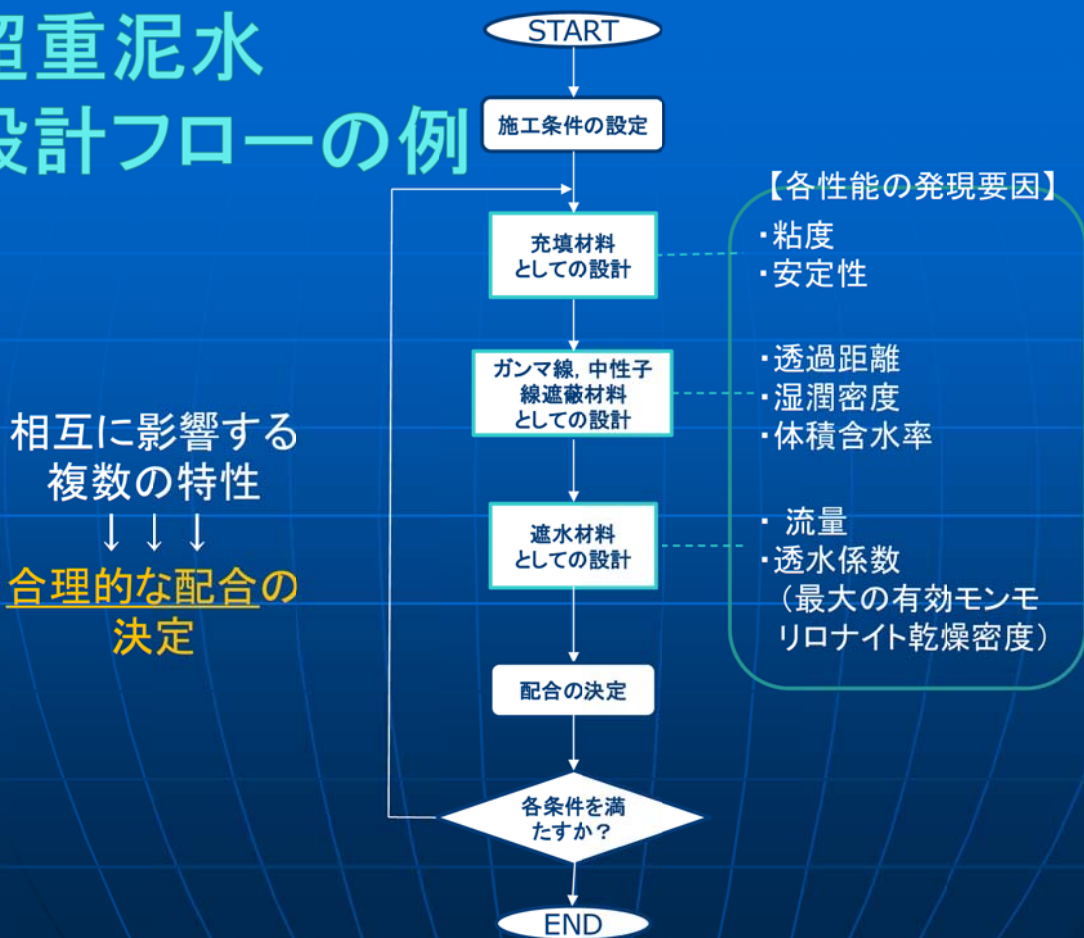 超重泥水
設計フローの例
START
施工条件の設定
充填材料
としての設計
ガンマ線, 中性子
線遮蔽材料
としての設計
遮水材料
としての設計
配合の決定
各条件を満
たすか？
END
【各性能の発現要因】
・粘度
・安定性
・透過距離
・湿潤密度
・体積含水率
・ 流量
・透水係数
（最大の有効モンモ
リロナイト乾燥密度）
相互に影響する
複数の特性
↓ ↓ ↓
合理的な配合の
決定